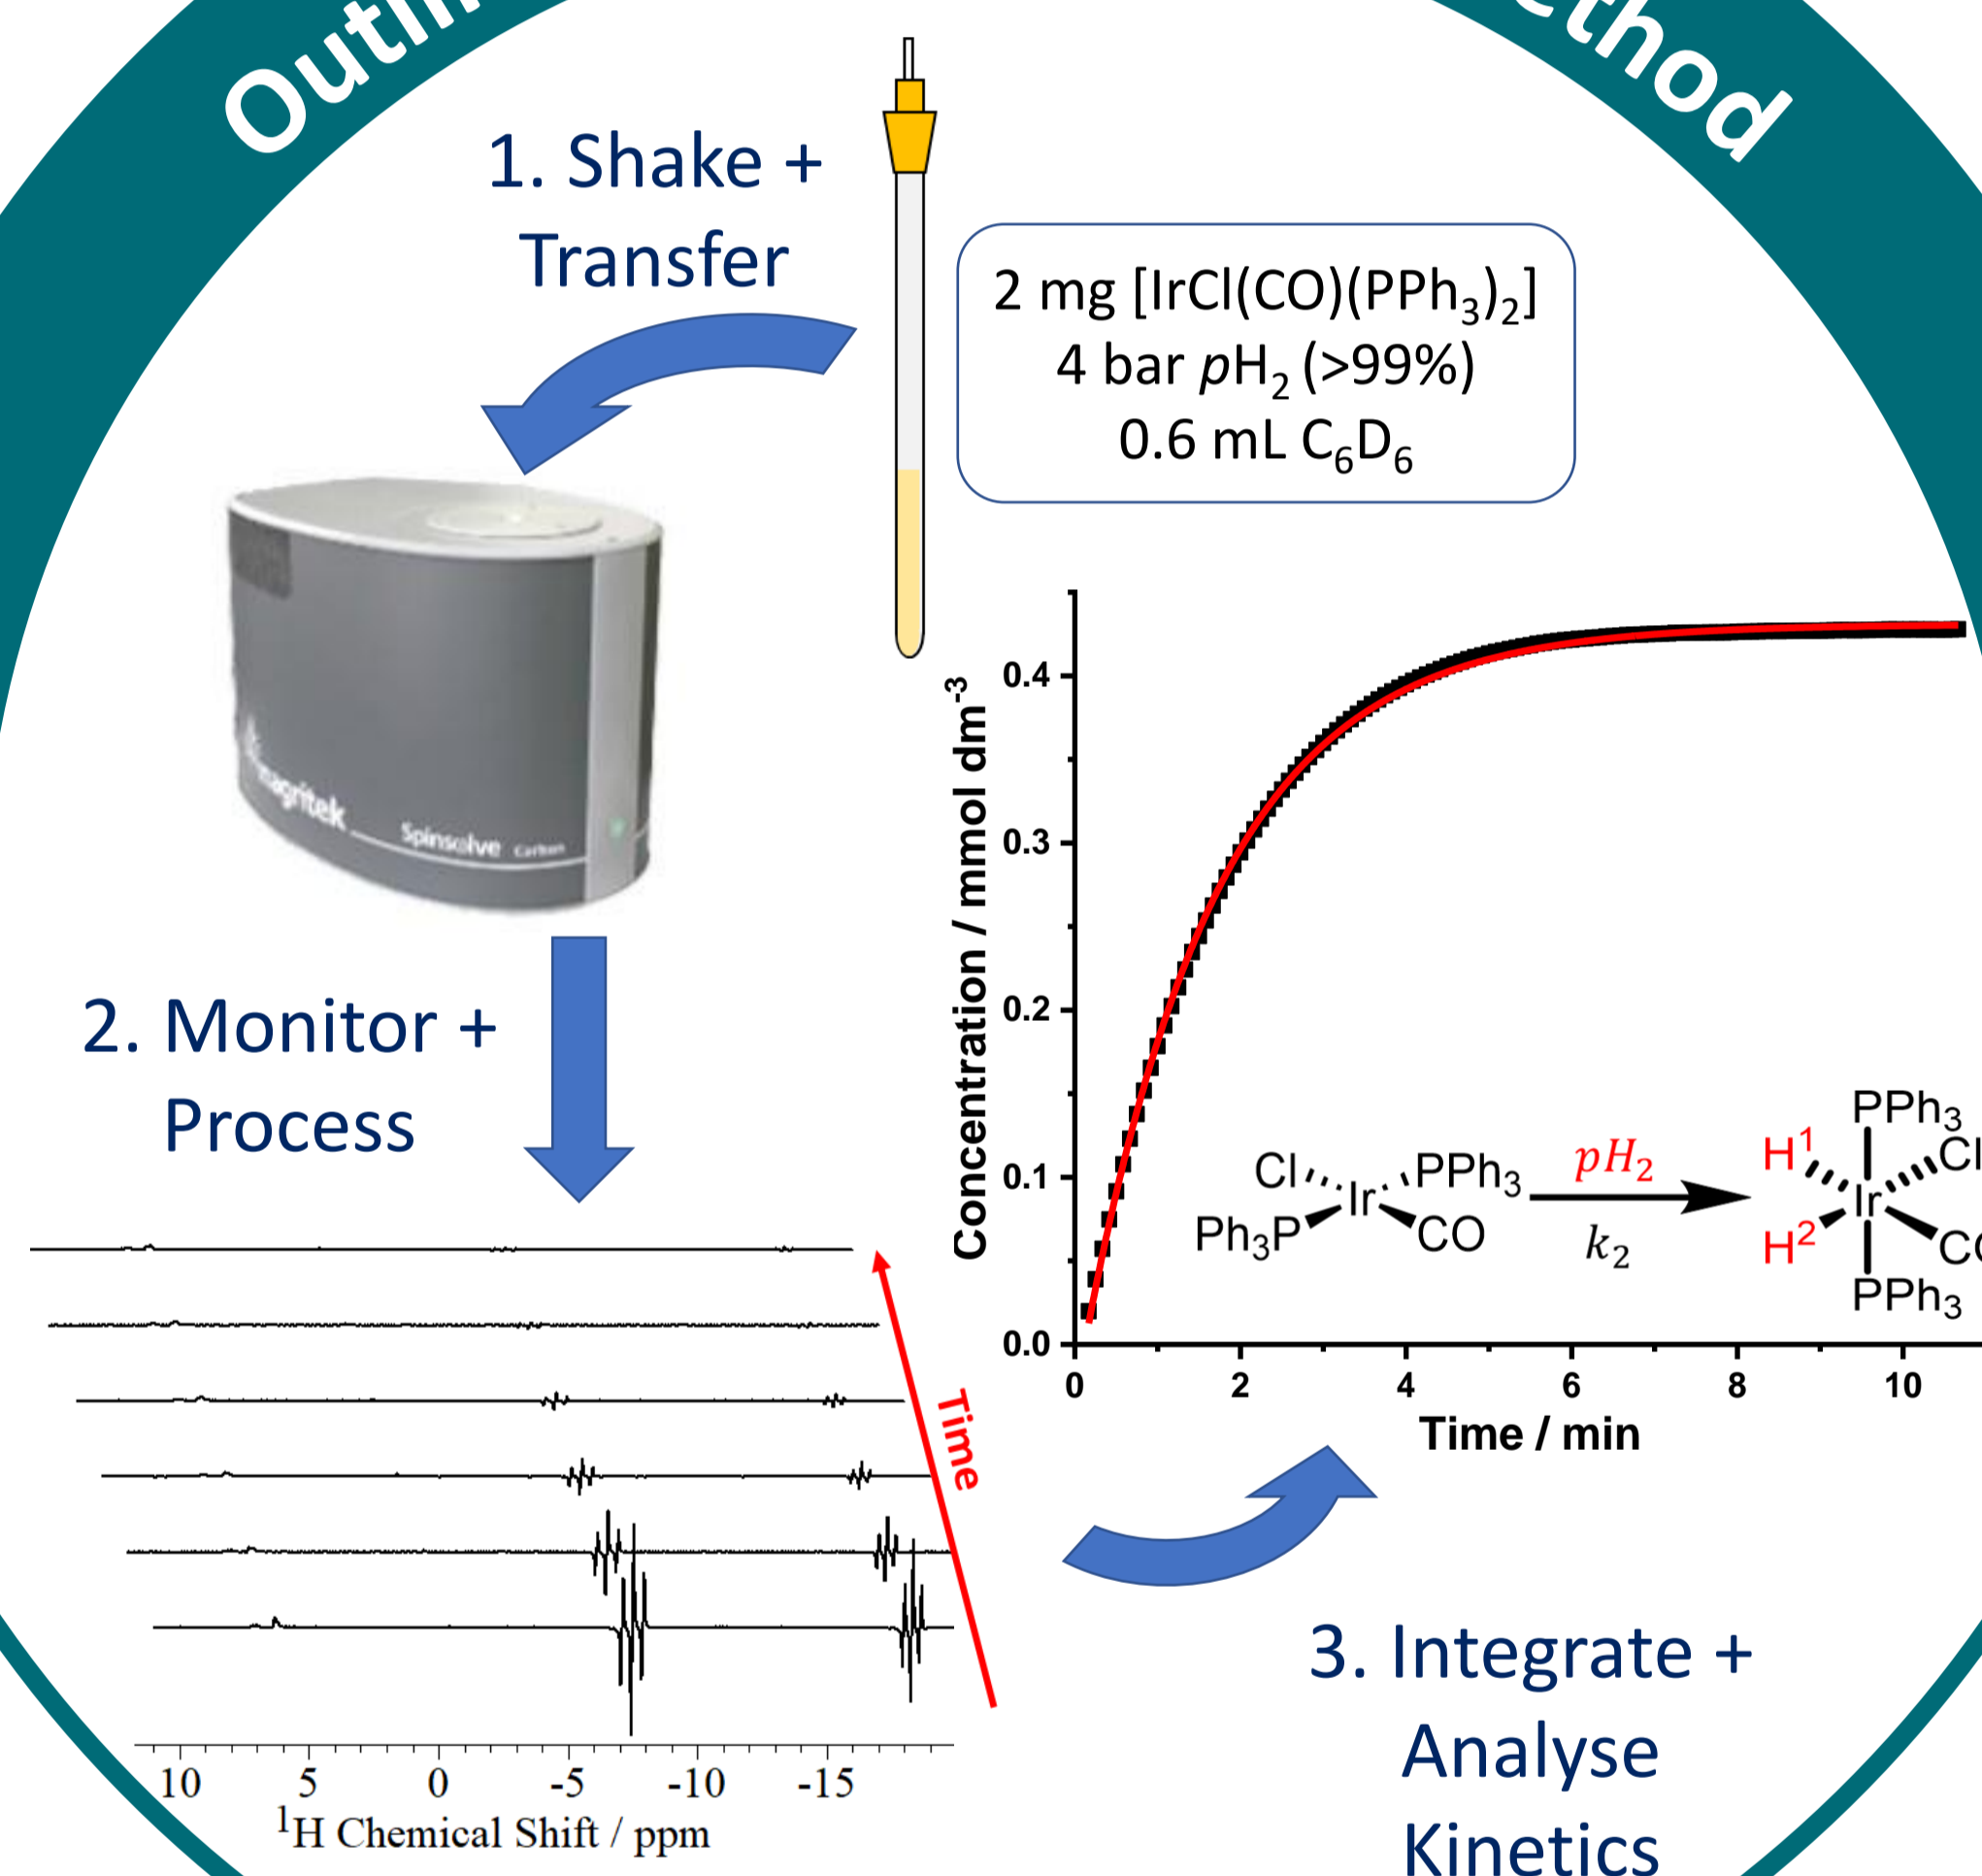 Outli
ethod
1. Shake +
Transfer
2 mg [IrCl(CO)(PPh₃)₂]
4 bar pH₂ (>99%)
0.6 mL C₆D₆
magritek
Spinsolve Carbon
2. Monitor +
Process
Time
10 5 0 -5 -10 -15
¹H Chemical Shift / ppm
Concentration / mmol dm⁻³
0.4
0.3
0.2
0.1
0.0
0 2 4 6 8 10
Time / min
Cl Ir PPh₃
Ph₃P CO
pH₂
k₂
PPh₃
H¹ Cl
Ir
H² CO
PPh₃
3. Integrate +
Analyse
Kinetics